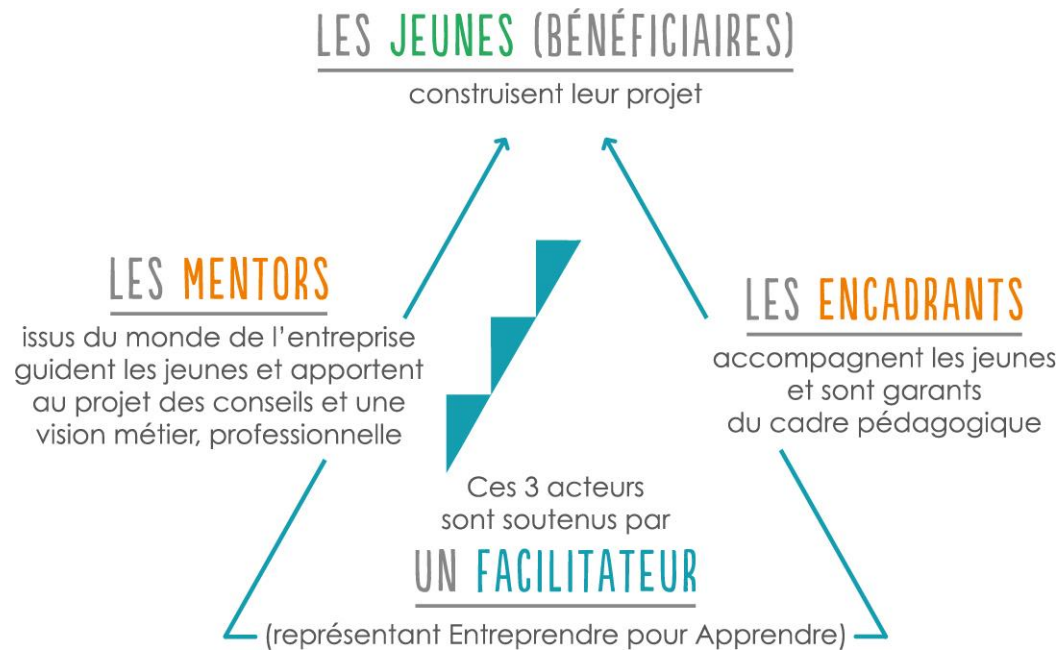 LES JEUNES (BÉNÉFICIAIRES)
construisent leur projet
LES MENTORS
issus du monde de l’entreprise
guident les jeunes et apportent
au projet des conseils et une
vision métier, professionnelle
LES ENCADRANTS
accompagnent les jeunes
et sont garants
du cadre pédagogique
Ces 3 acteurs
sont soutenus par
UN FACILITATEUR
(représentant Entreprendre pour Apprendre)